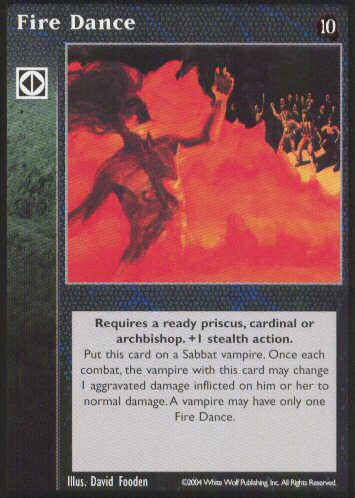 Fire Dance
10
Requires a ready priscus, cardinal or
archbishop. +1 stealth action.
Put this card on a Sabbat vampire. Once each
combat, the vampire with this card may change
1 aggravated damage inflicted on him or her to
normal damage. A vampire may have only one
Fire Dance.
Illus. David Fooden
©2004 White Wolf Publishing, Inc. All Rights Reserved.